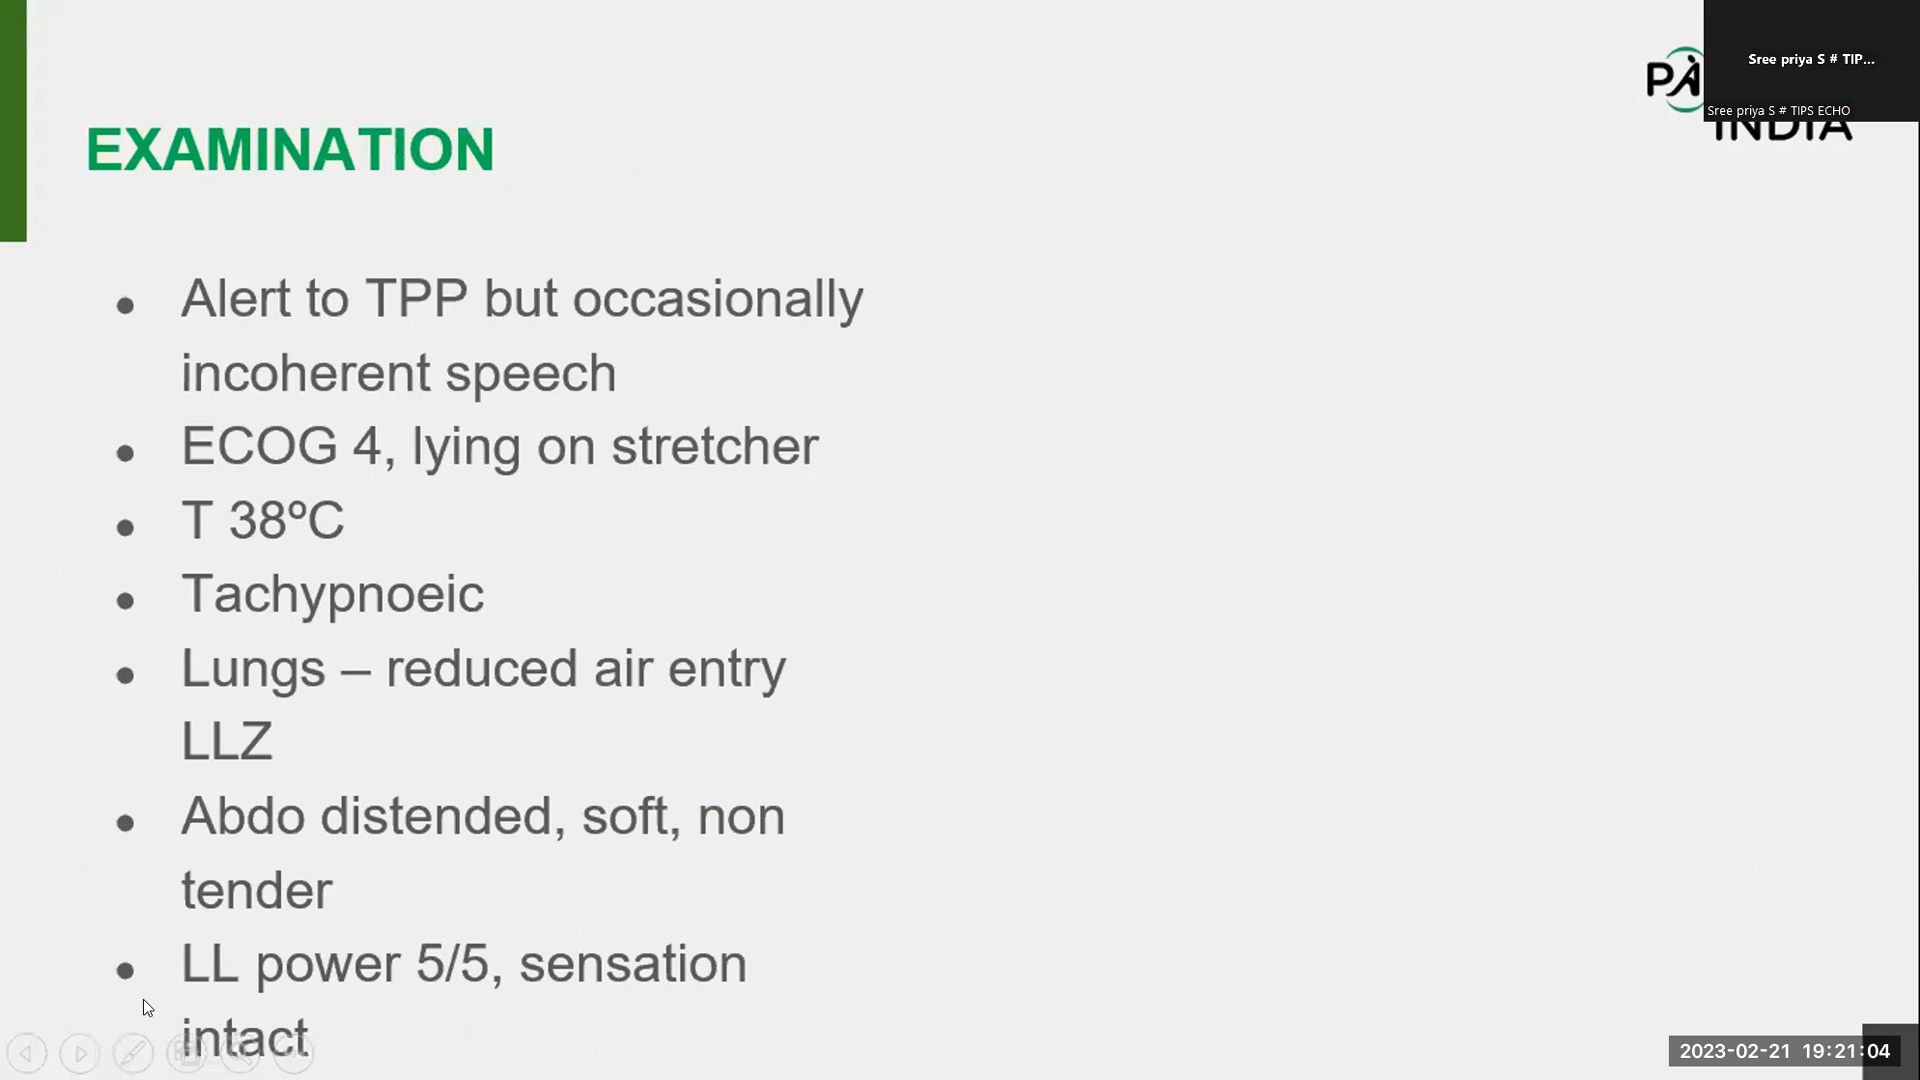 Sree priya S # TIP...
Sree priya S # TIPS ECHO
PA
INDIA
EXAMINATION
● Alert to TPP but occasionally
incoherent speech
● ECOG 4, lying on stretcher
● T 38ºC
● Tachypnoeic
● Lungs – reduced air entry
LLZ
● Abdo distended, soft, non
tender
● LL power 5/5, sensation
intact
2023-02-21 19:21:04